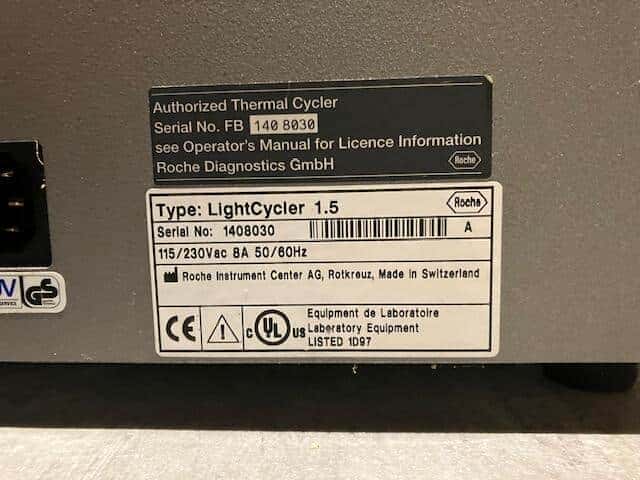 Authorized Thermal Cycler
Serial No. FB 140 8030
see Operator's Manual for Licence Information
Roche Diagnostics GmbH
Roche
Type: LightCycler 1.5
Roche
Serial No: 1408030
A
115/230Vac 8A 50/60Hz
Roche Instrument Center AG, Rotkreuz, Made in Switzerland
CE
C UL US
Equipment de Laboratoire
Laboratory Equipment
LISTED 1D97
GS